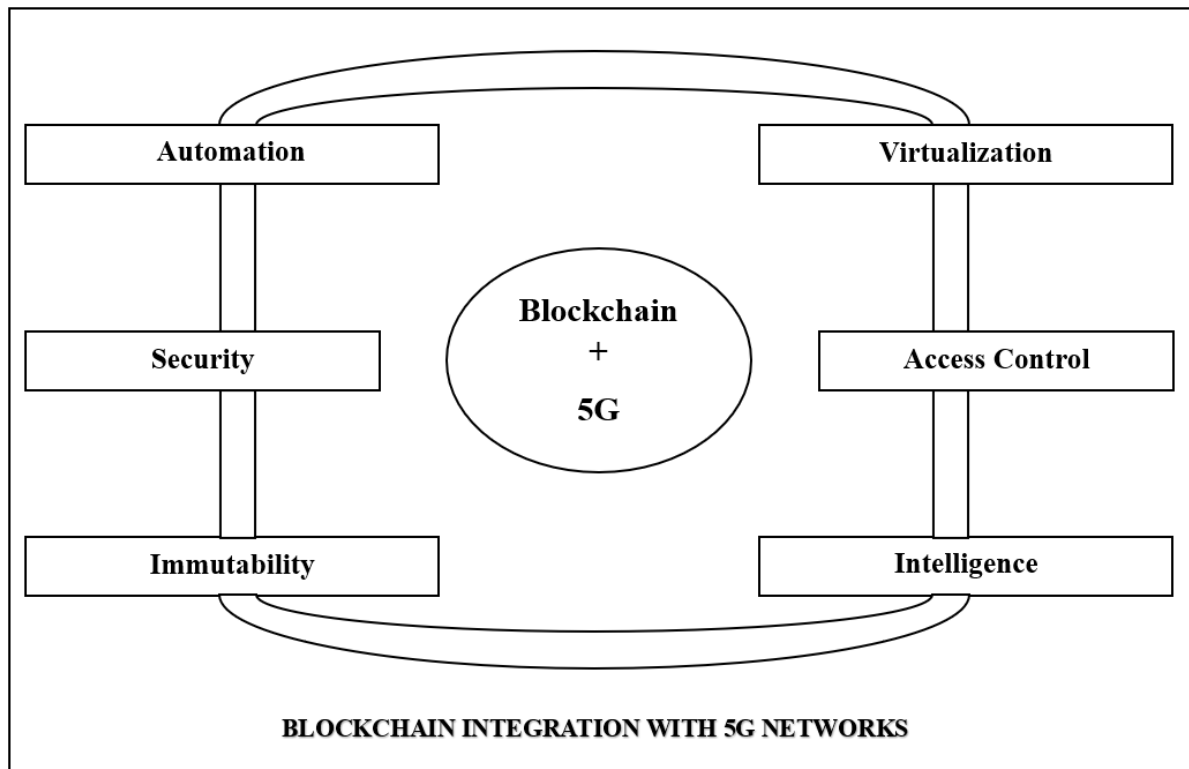 Automation
Virtualization
Blockchain
+
5G
Security
Access Control
Immutability
Intelligence
BLOCKCHAIN INTEGRATION WITH 5G NETWORKS